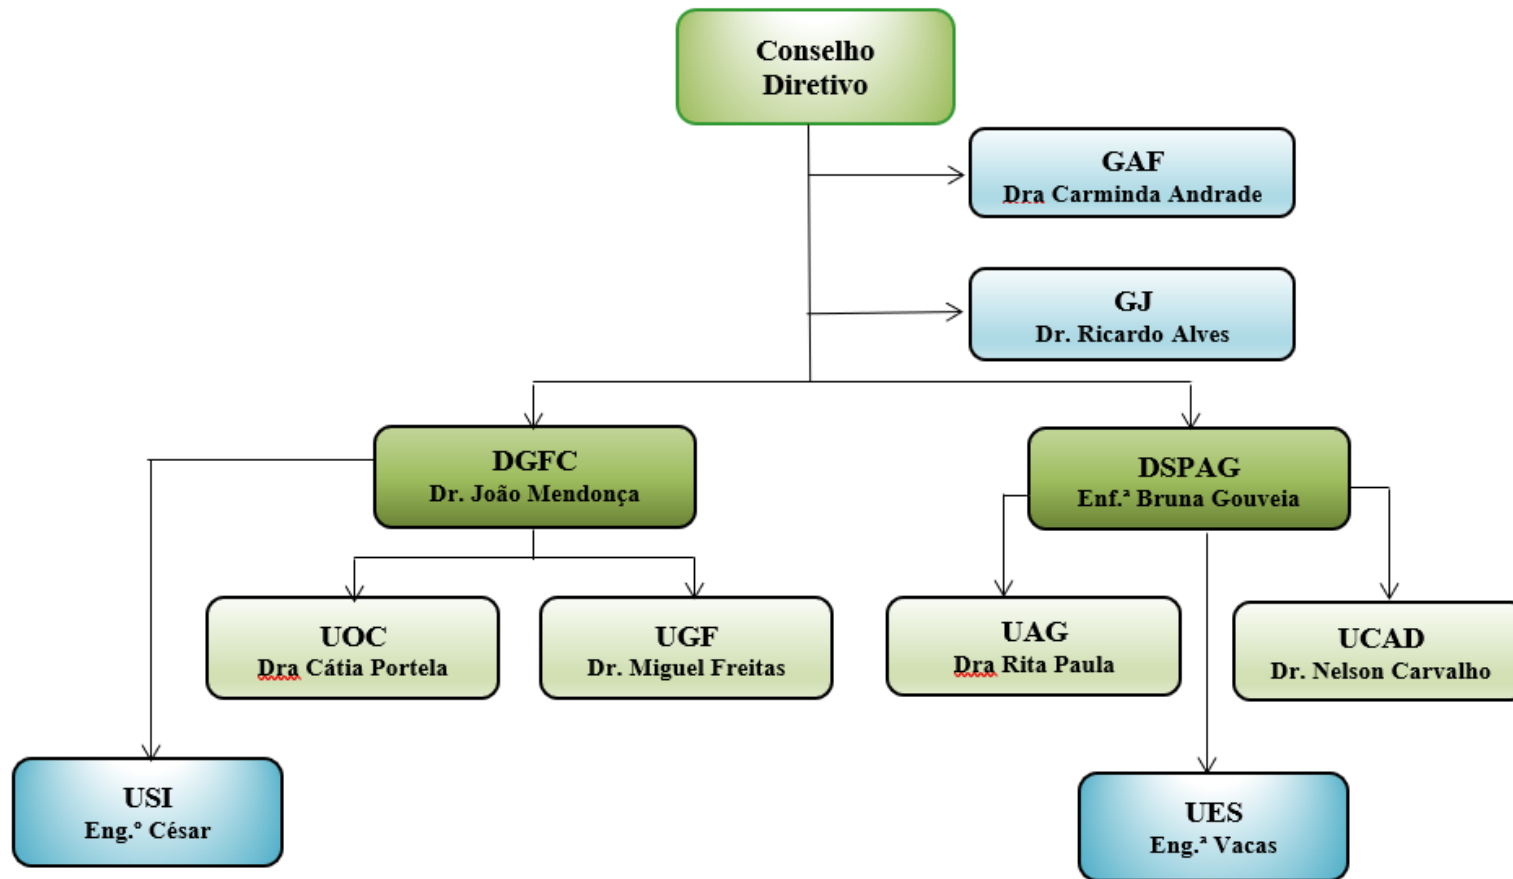 Conselho
Diretivo
GAF
Dra Carminda Andrade
GJ
Dr. Ricardo Alves
DGFC
Dr. João Mendonça
DSPAG
Enf.ª Bruna Gouveia
UOC
Dra Cátia Portela
UGF
Dr. Miguel Freitas
UAG
Dra Rita Paula
UCAD
Dr. Nelson Carvalho
USI
Eng.º César
UES
Eng.ª Vacas